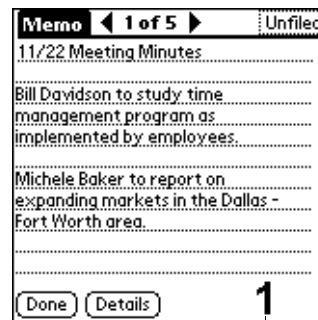 Memo 1 of 5 Unfiled
11/22 Meeting Minutes
Bill Davidson to study time
management program as
implemented by employees.
Michele Baker to report on
expanding markets in the Dallas -
Fort Worth area.
Done Details 1